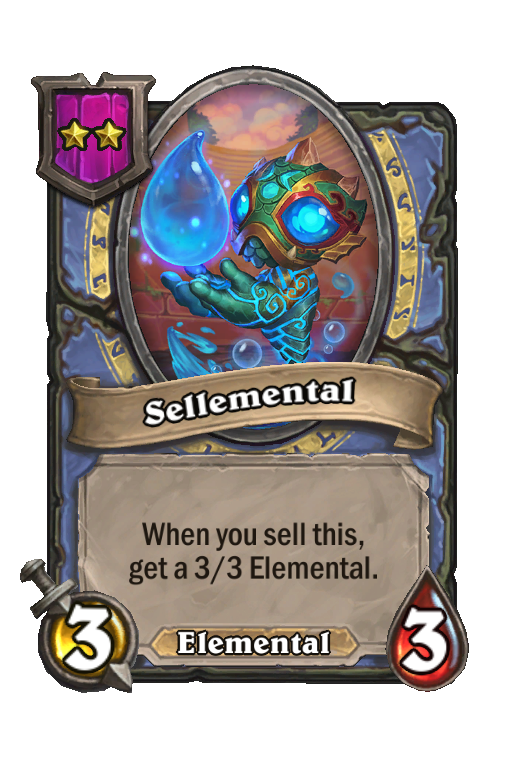 Sellemental
When you sell this,
get a 3/3 Elemental.
3
Elemental
3